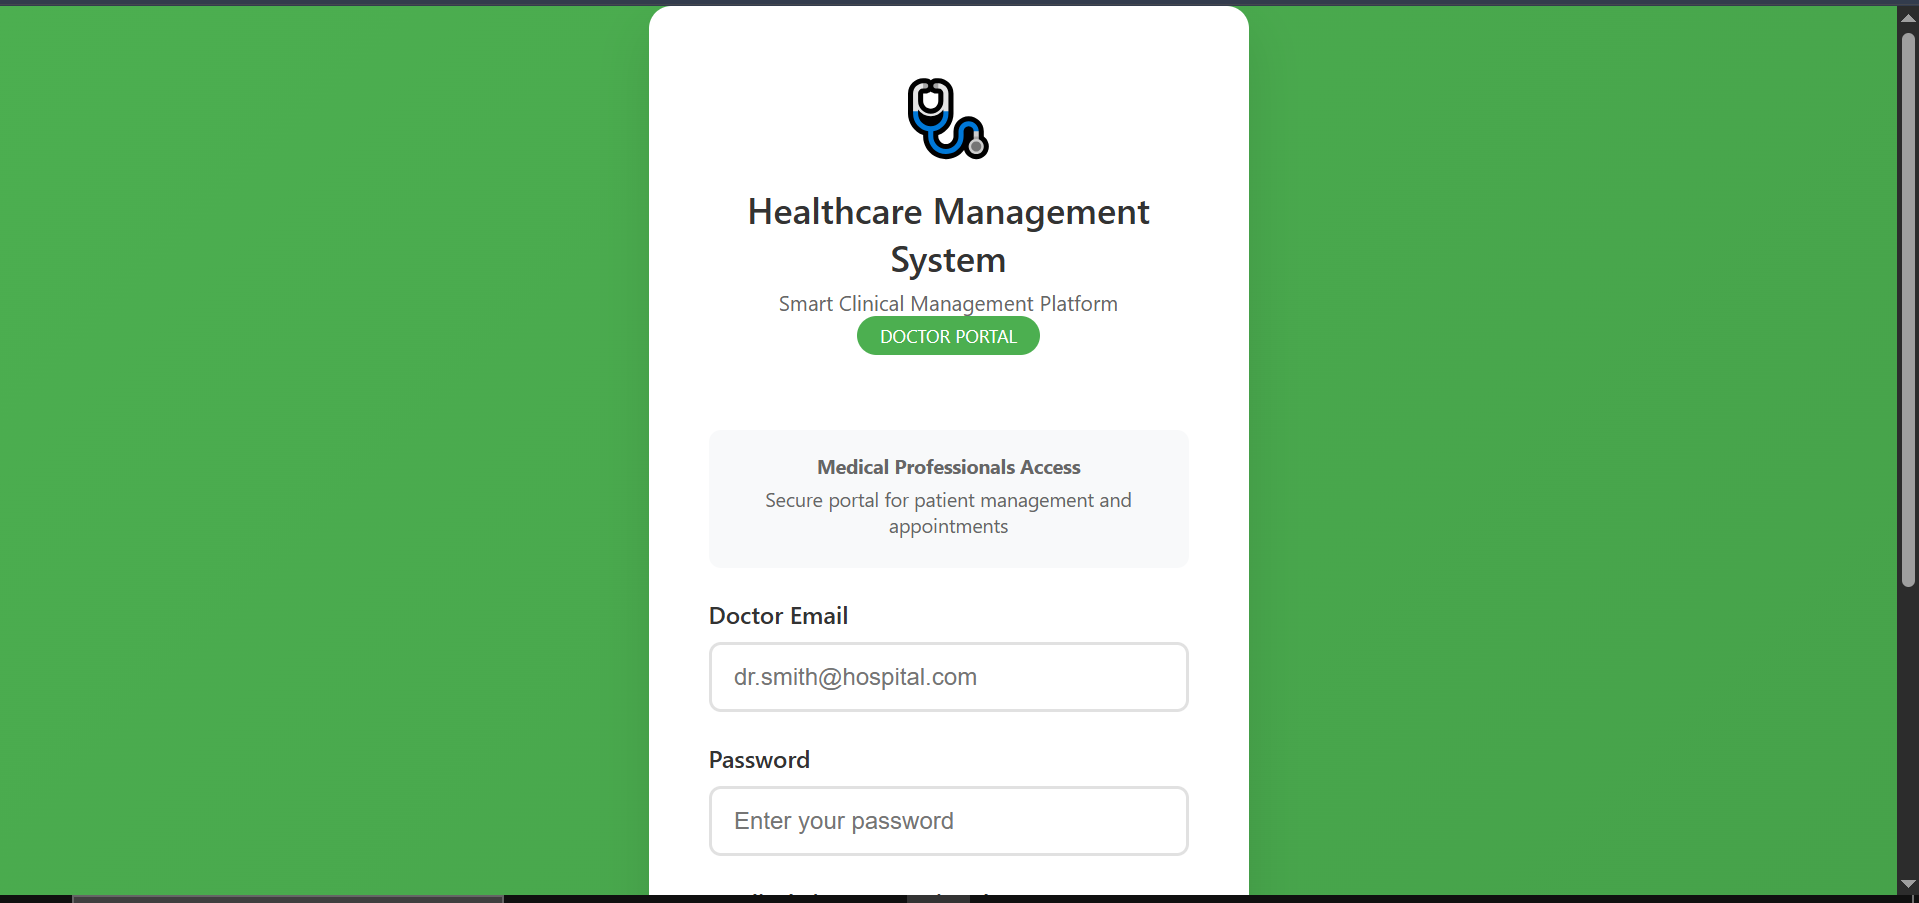 Healthcare Management
System
Smart Clinical Management Platform
DOCTOR PORTAL
Medical Professionals Access
Secure portal for patient management and
appointments
Doctor Email
dr.smith@hospital.com
Password
Enter your password